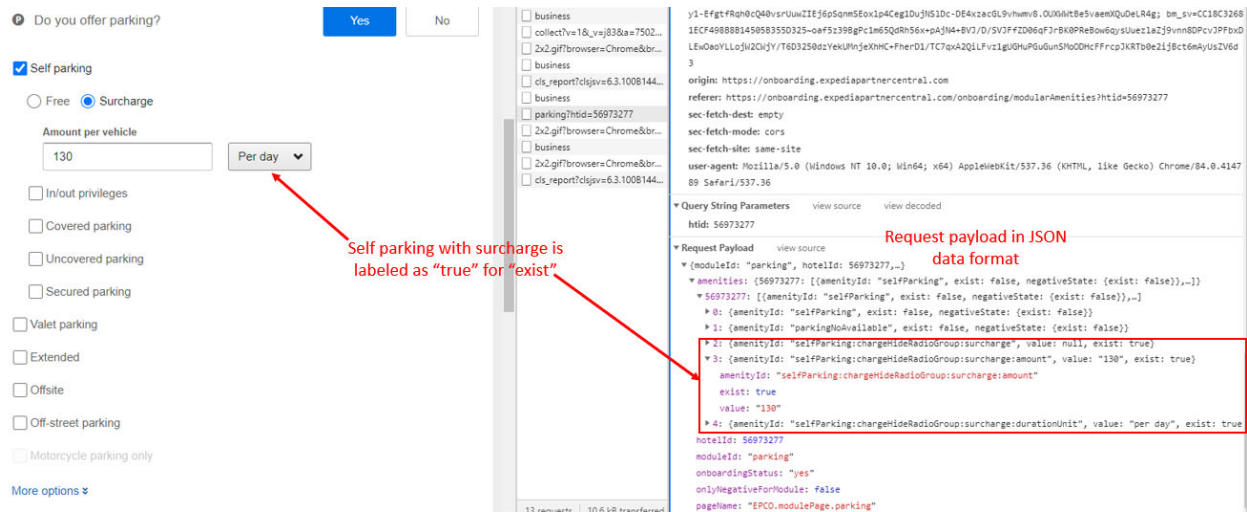 Do you offer parking?
Yes
No
Self parking
Free
Surcharge
Amount per vehicle
130
Per day
In/out privileges
Covered parking
Uncovered parking
Secured parking
Valet parking
Extended
Offsite
Off-street parking
Motorcycle parking only
More options
Self parking with surcharge is
labeled as “true” for “exist”
business
collect?v=1&_v=j83&a=7502...
2x2.gif?browser=Chrome&br...
business
cls_report?clsjsv=6.3.1008144...
business
parking?htid=56973277
2x2.gif?browser=Chrome&br...
business
2x2.gif?browser=Chrome&br...
cls_report?clsjsv=6.3.1008144...
13 requests
10.6 kB transferred
origin: https://onboarding.expediapartnercentral.com
referer: https://onboarding.expediapartnercentral.com/onboarding/modularAmenities?htid=56973277
sec-fetch-dest: empty
sec-fetch-mode: cors
sec-fetch-site: same-site
user-agent: Mozilla/5.0 (Windows NT 10.0; Win64; x64) AppleWebKit/537.36 (KHTML, like Gecko) Chrome/84.0.4147
89 Safari/537.36
Query String Parameters view source view decoded
htid: 56973277
Request payload in JSON
data format
Request Payload view source
{moduleId: "parking", hotelId: 56973277,…}
amenities: {56973277: [{amenityId: "selfParking", exist: false, negativeState: {exist: false}},…]}
56973277: [{amenityId: "selfParking", exist: false, negativeState: {exist: false}},…]
0: {amenityId: "selfParking", exist: false, negativeState: {exist: false}}
1: {amenityId: "parkingNoAvailable", exist: false, negativeState: {exist: false}}
2: {amenityId: "selfParking:chargeHideRadioGroup:surcharge", value: null, exist: true}
3: {amenityId: "selfParking:chargeHideRadioGroup:surcharge:amount", value: "130", exist: true}
amenityId: "selfParking:chargeHideRadioGroup:surcharge:amount"
exist: true
value: "130"
4: {amenityId: "selfParking:chargeHideRadioGroup:surcharge:durationUnit", value: "per day", exist: true
hotelId: 56973277
moduleId: "parking"
onboardingStatus: "yes"
onlyNegativeForModule: false
pageName: "EPCO.modulePage.parking"